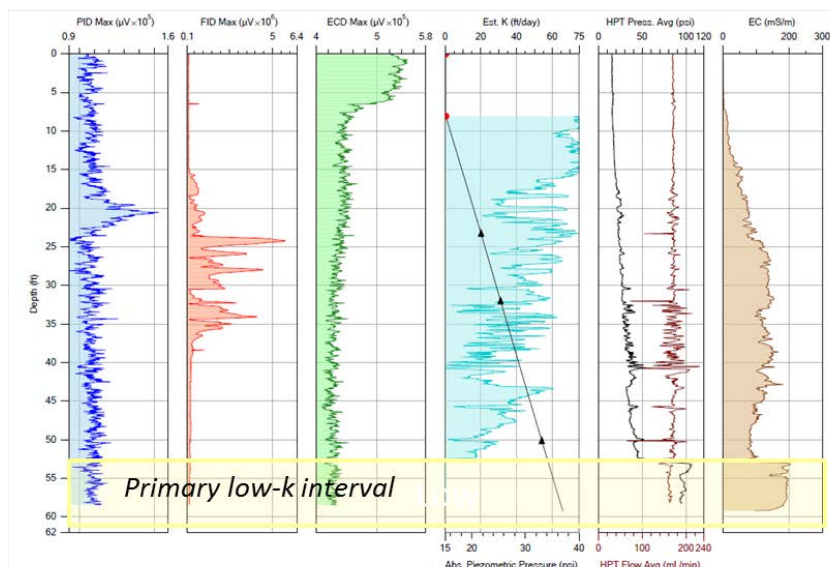 PID Max (µV×10⁵)
FID Max (µV×10⁶)
ECD Max (µV×10⁵)
Est. K (ft/day)
HPT Press. Avg (psi)
EC (mS/m)
0.9 1.6
0.1 5 6.4
4 5 5.8
0 20 40 60 75
0 50 100 120
0 100 200 300
0
5
10
15
20
25
30
35
40
45
50
55
60
62
Depth (ft)
Primary low-k interval
15 20 30 40
Abs. Piezometric Pressure (psi)
0 100 200 240
HPT Flow Avg (mL/min)